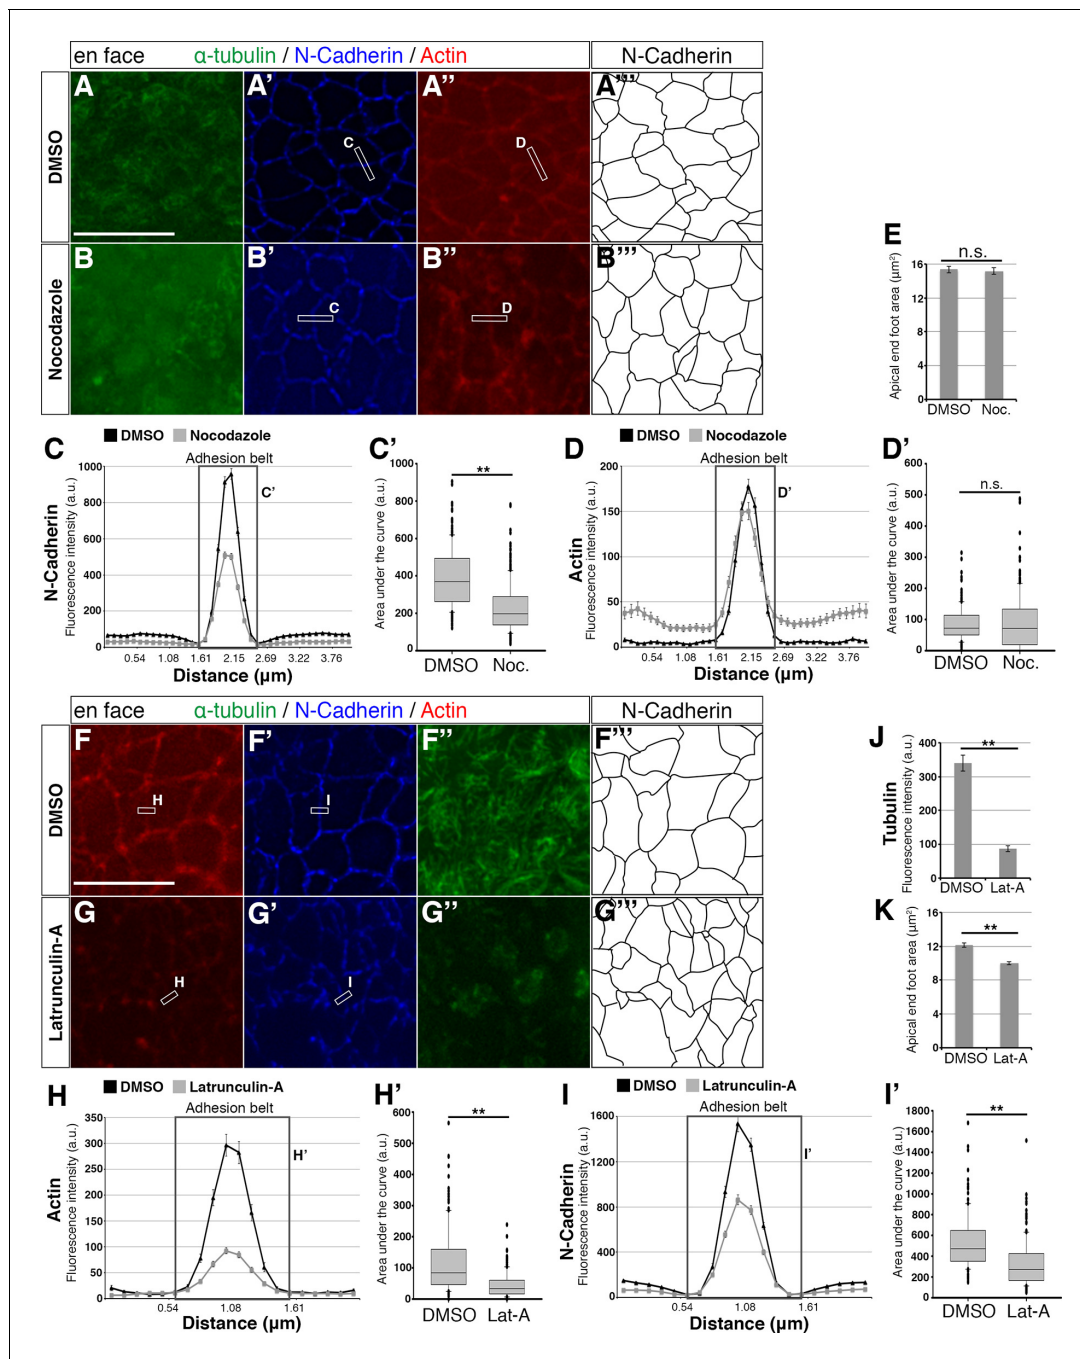 en face α-tubulin / N-Cadherin / Actin N-Cadherin
DMSO
A A’ A’’ A’’’
C D
Nocodazole
B B’ B’’ B’’’
C D
E
n.s.
Apical end foot area (µm²)
16
12
8
4
0
DMSO Noc.
C
DMSO Nocodazole
Adhesion belt
C’
N-Cadherin
Fluorescence intensity (a.u.)
1000
800
600
400
200
0
0.54 1.08 1.61 2.15 2.69 3.22 3.76
Distance (µm)
C’
**
Area under the curve (a.u.)
1000
800
600
400
200
0
DMSO Noc.
D
DMSO Nocodazole
Adhesion belt
D’
Actin
Fluorescence intensity (a.u.)
200
150
100
50
0
0.54 1.08 1.61 2.15 2.69 3.22 3.76
Distance (µm)
D’
n.s.
Area under the curve (a.u.)
600
500
400
300
200
100
0
DMSO Noc.
en face α-tubulin / N-Cadherin / Actin N-Cadherin
DMSO
F F’ F’’ F’’’
H I
Latrunculin-A
G G’ G’’ G’’’
H I
J
**
Tubulin
Fluorescence intensity (a.u.)
400
300
200
100
0
DMSO Lat-A
K
**
Apical end foot area (µm²)
16
12
8
4
0
DMSO Lat-A
H
DMSO Latrunculin-A
Adhesion belt
H’
Actin
Fluorescence intensity (a.u.)
350
300
250
200
150
100
50
0
0.54 1.08 1.61
Distance (µm)
H’
**
Area under the curve (a.u.)
600
500
400
300
200
100
0
DMSO Lat-A
I
DMSO Latrunculin-A
Adhesion belt
I’
N-Cadherin
Fluorescence intensity (a.u.)
1600
1200
800
400
0
0.54 1.08 1.61
Distance (µm)
I’
**
Area under the curve (a.u.)
1800
1600
1400
1200
1000
800
600
400
200
0
DMSO Lat-A